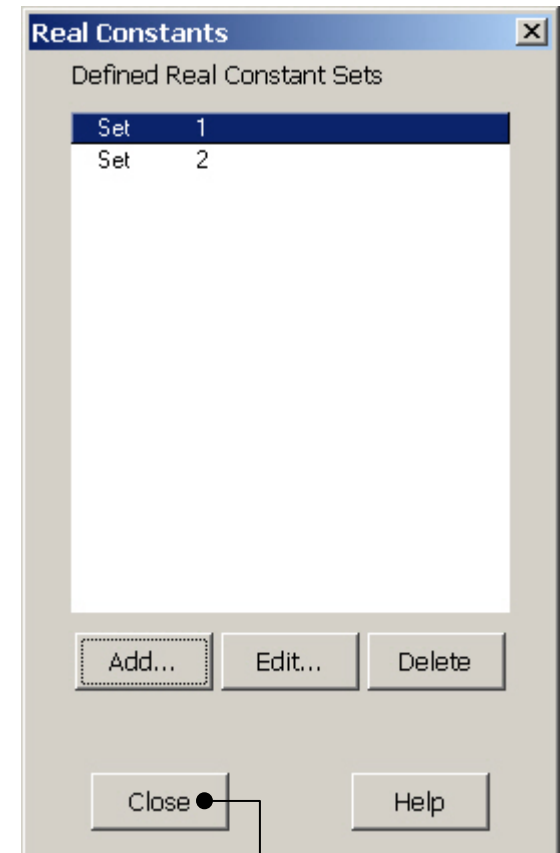 Real Constants
Defined Real Constant Sets
Set 1
Set 2
Add... Edit... Delete
Close Help